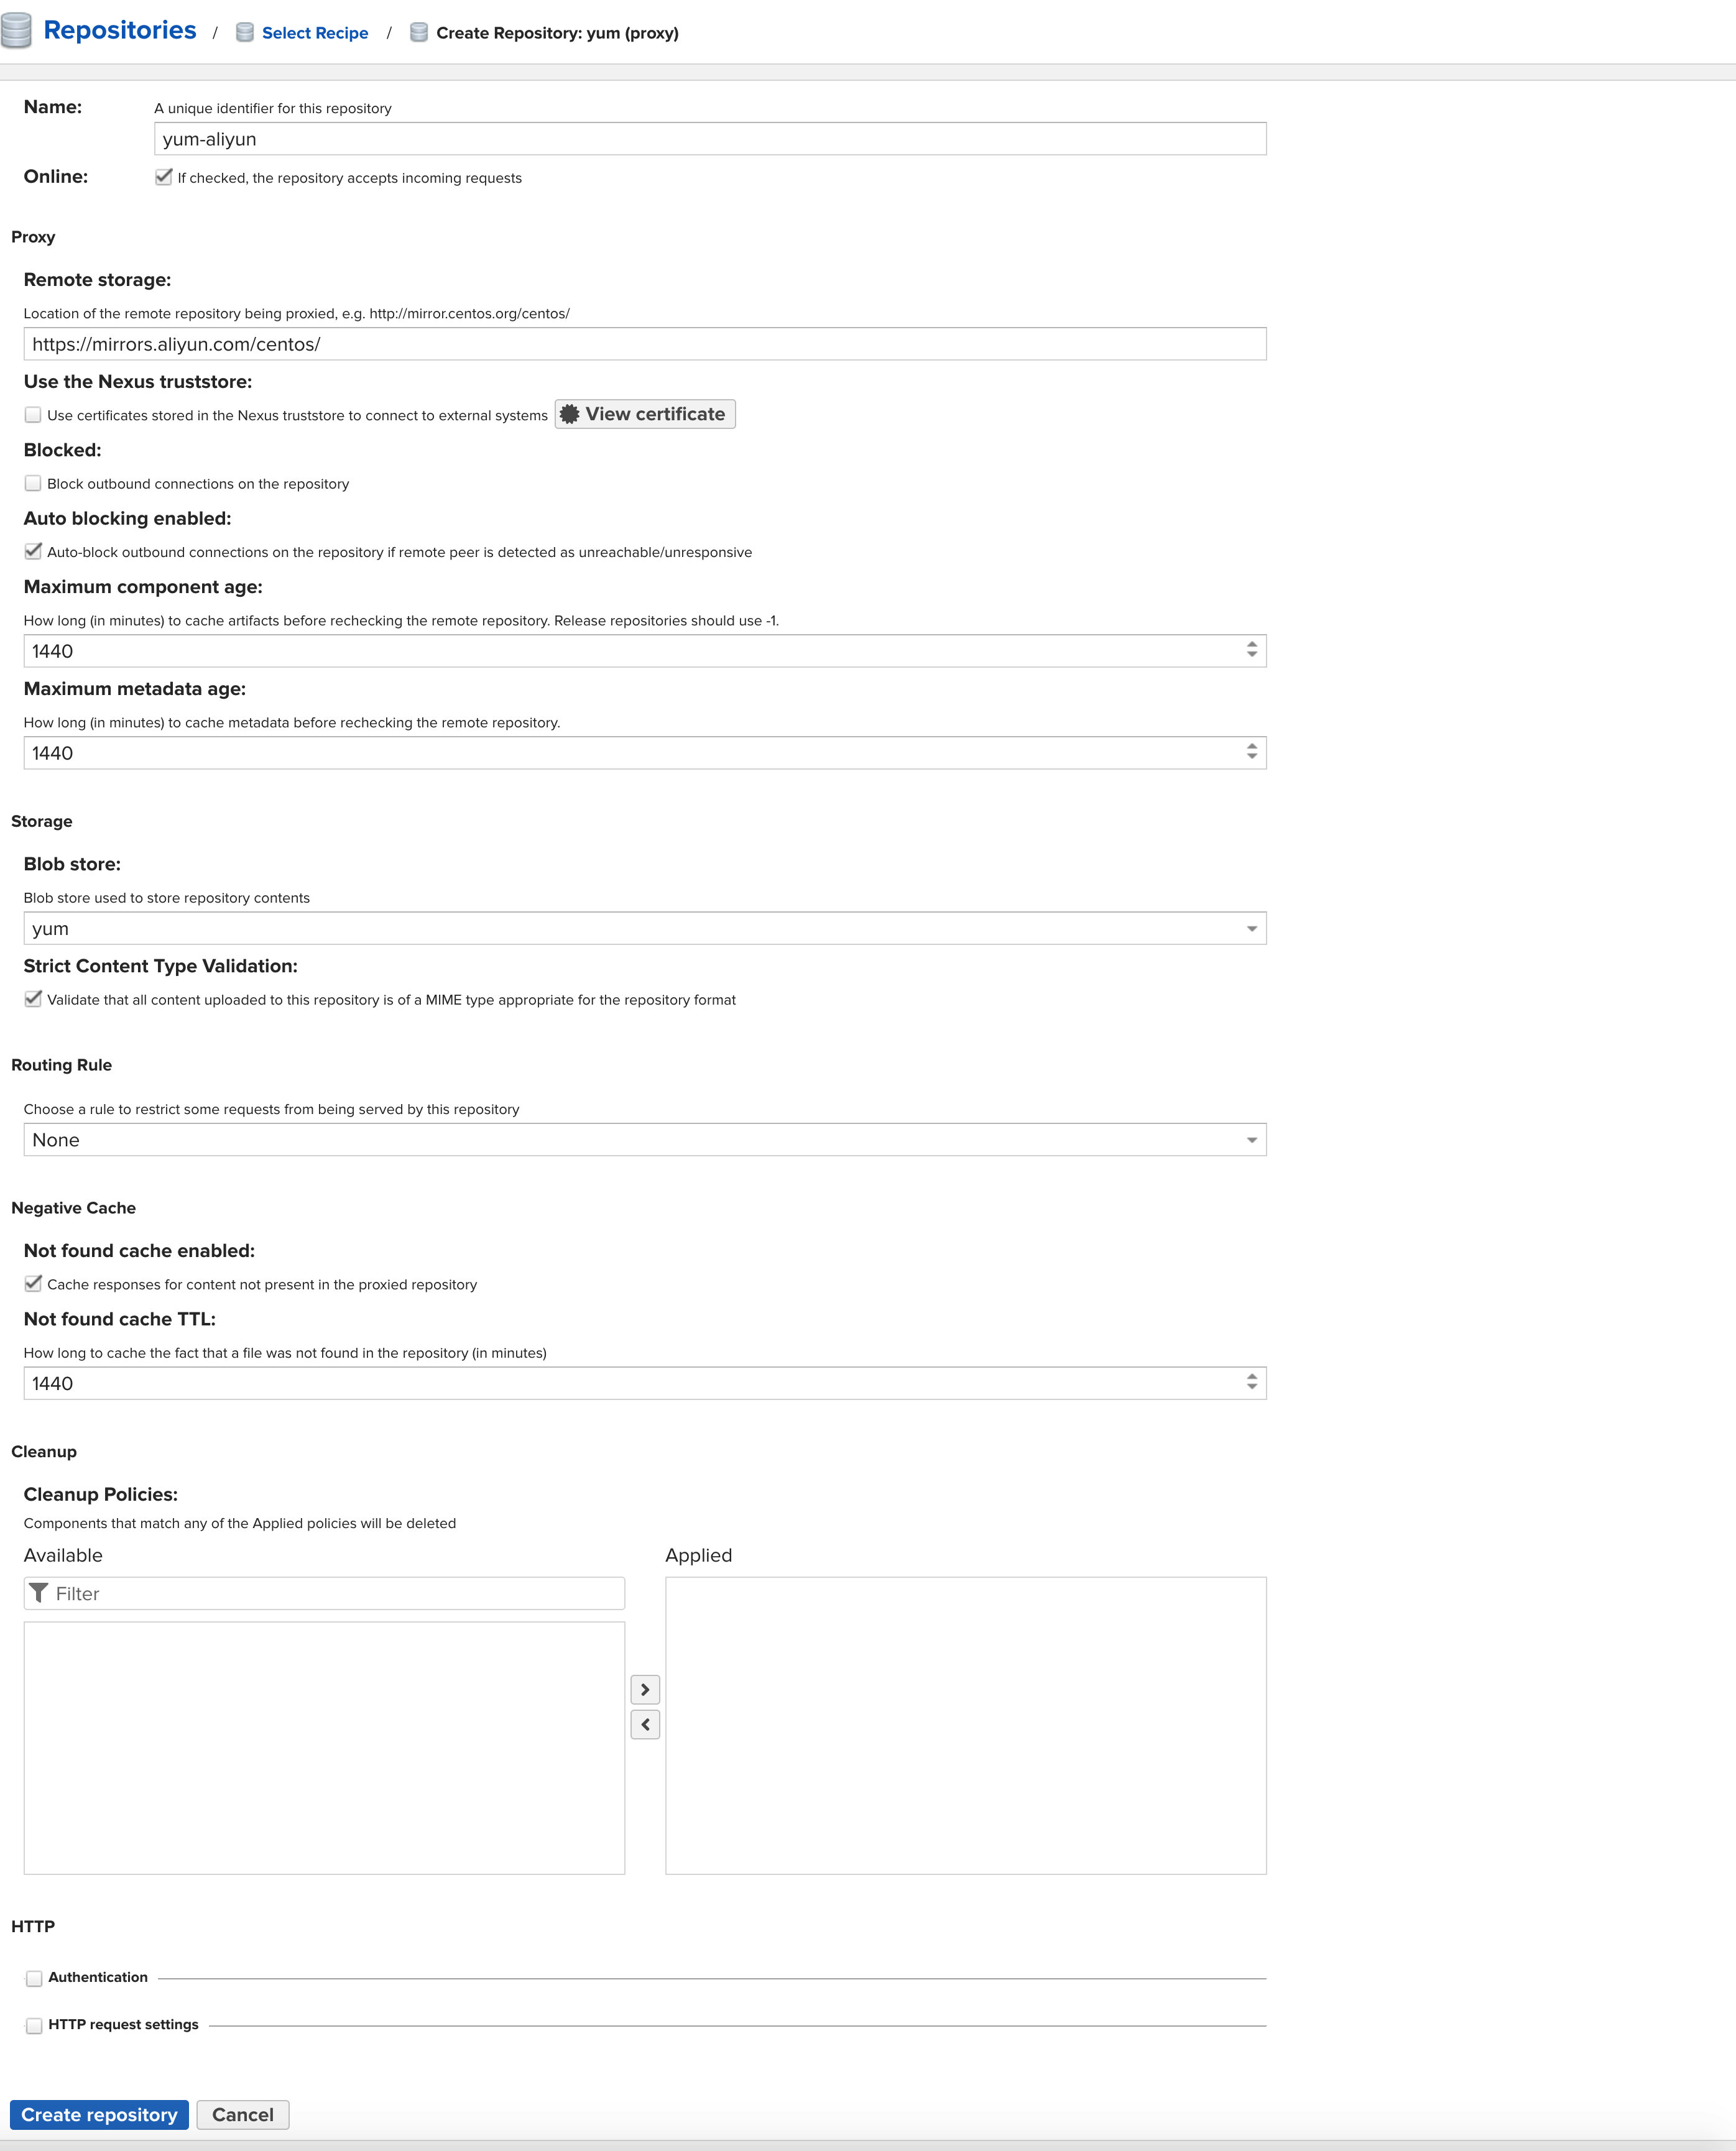 Repositories / Select Recipe / Create Repository: yum (proxy)
Name: A unique identifier for this repository
yum-aliyun
Online: If checked, the repository accepts incoming requests
Proxy
Remote storage:
Location of the remote repository being proxied, e.g. http://mirror.centos.org/centos/
https://mirrors.aliyun.com/centos/
Use the Nexus truststore:
Use certificates stored in the Nexus truststore to connect to external systems View certificate
Blocked:
Block outbound connections on the repository
Auto blocking enabled:
Auto-block outbound connections on the repository if remote peer is detected as unreachable/unresponsive
Maximum component age:
How long (in minutes) to cache artifacts before rechecking the remote repository. Release repositories should use -1.
1440
Maximum metadata age:
How long (in minutes) to cache metadata before rechecking the remote repository.
1440
Storage
Blob store:
Blob store used to store repository contents
yum
Strict Content Type Validation:
Validate that all content uploaded to this repository is of a MIME type appropriate for the repository format
Routing Rule
Choose a rule to restrict some requests from being served by this repository
None
Negative Cache
Not found cache enabled:
Cache responses for content not present in the proxied repository
Not found cache TTL:
How long to cache the fact that a file was not found in the repository (in minutes)
1440
Cleanup
Cleanup Policies:
Components that match any of the Applied policies will be deleted
Available Applied
Filter
HTTP
Authentication
HTTP request settings
Create repository Cancel